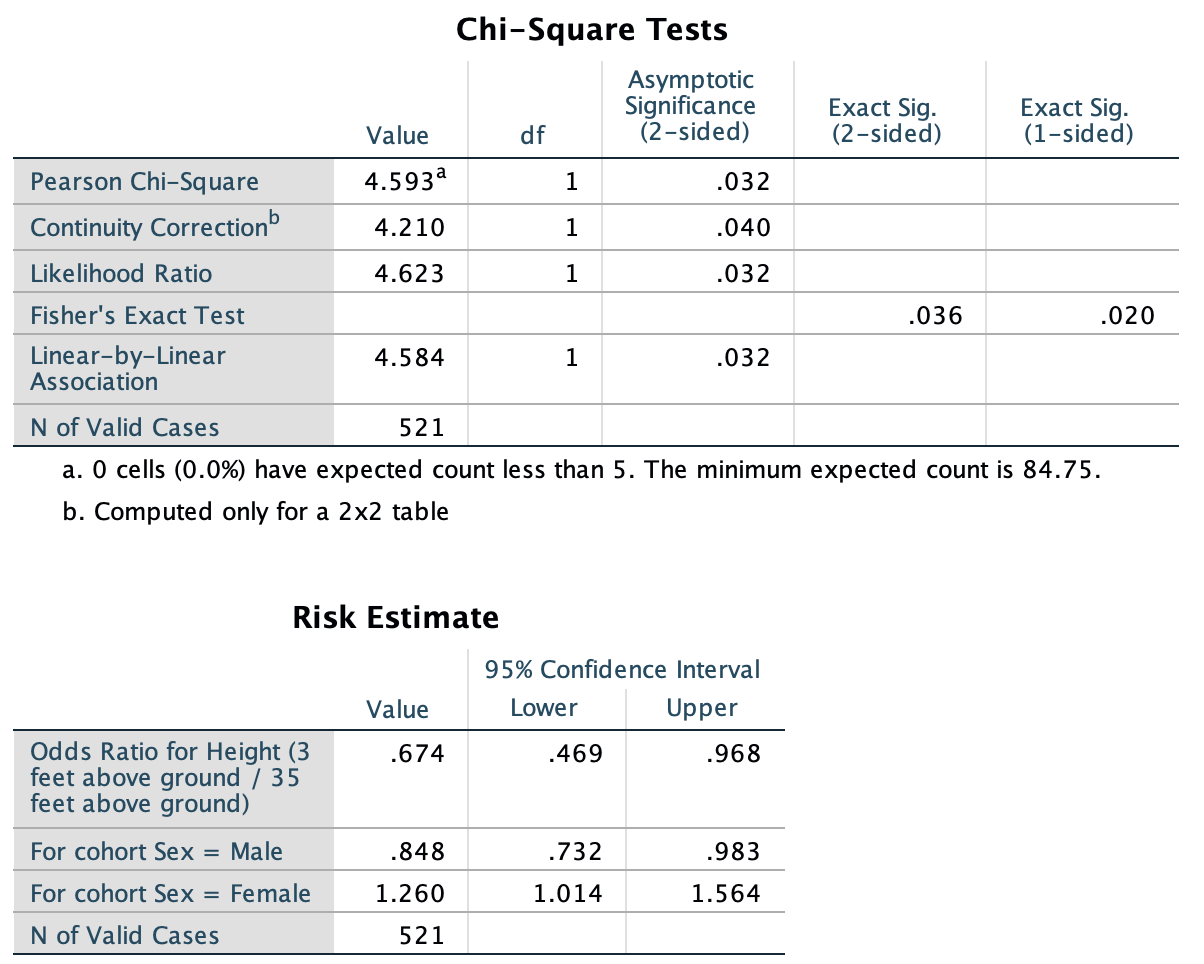 Chi-Square Tests
Value df Asymptotic Significance (2-sided) Exact Sig. (2-sided) Exact Sig. (1-sided)
Pearson Chi-Square 4.593a 1 .032
Continuity Correctionb 4.210 1 .040
Likelihood Ratio 4.623 1 .032
Fisher's Exact Test .036 .020
Linear-by-Linear Association 4.584 1 .032
N of Valid Cases 521
a. 0 cells (0.0%) have expected count less than 5. The minimum expected count is 84.75.
b. Computed only for a 2x2 table
Risk Estimate
95% Confidence Interval
Value Lower Upper
Odds Ratio for Height (3 feet above ground / 35 feet above ground) .674 .469 .968
For cohort Sex = Male .848 .732 .983
For cohort Sex = Female 1.260 1.014 1.564
N of Valid Cases 521